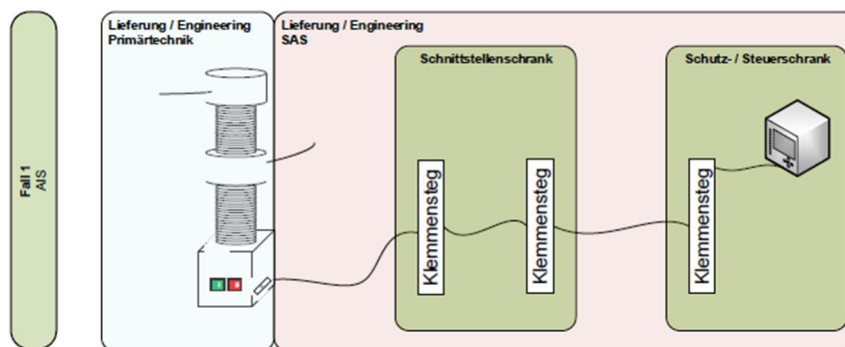 Fall 1
AIS
Lieferung / Engineering
Primärtechnik
Lieferung / Engineering
SAS
Schnittstellenschrank
Schutz- / Steuerschrank
Klemmensteg
Klemmensteg
Klemmensteg